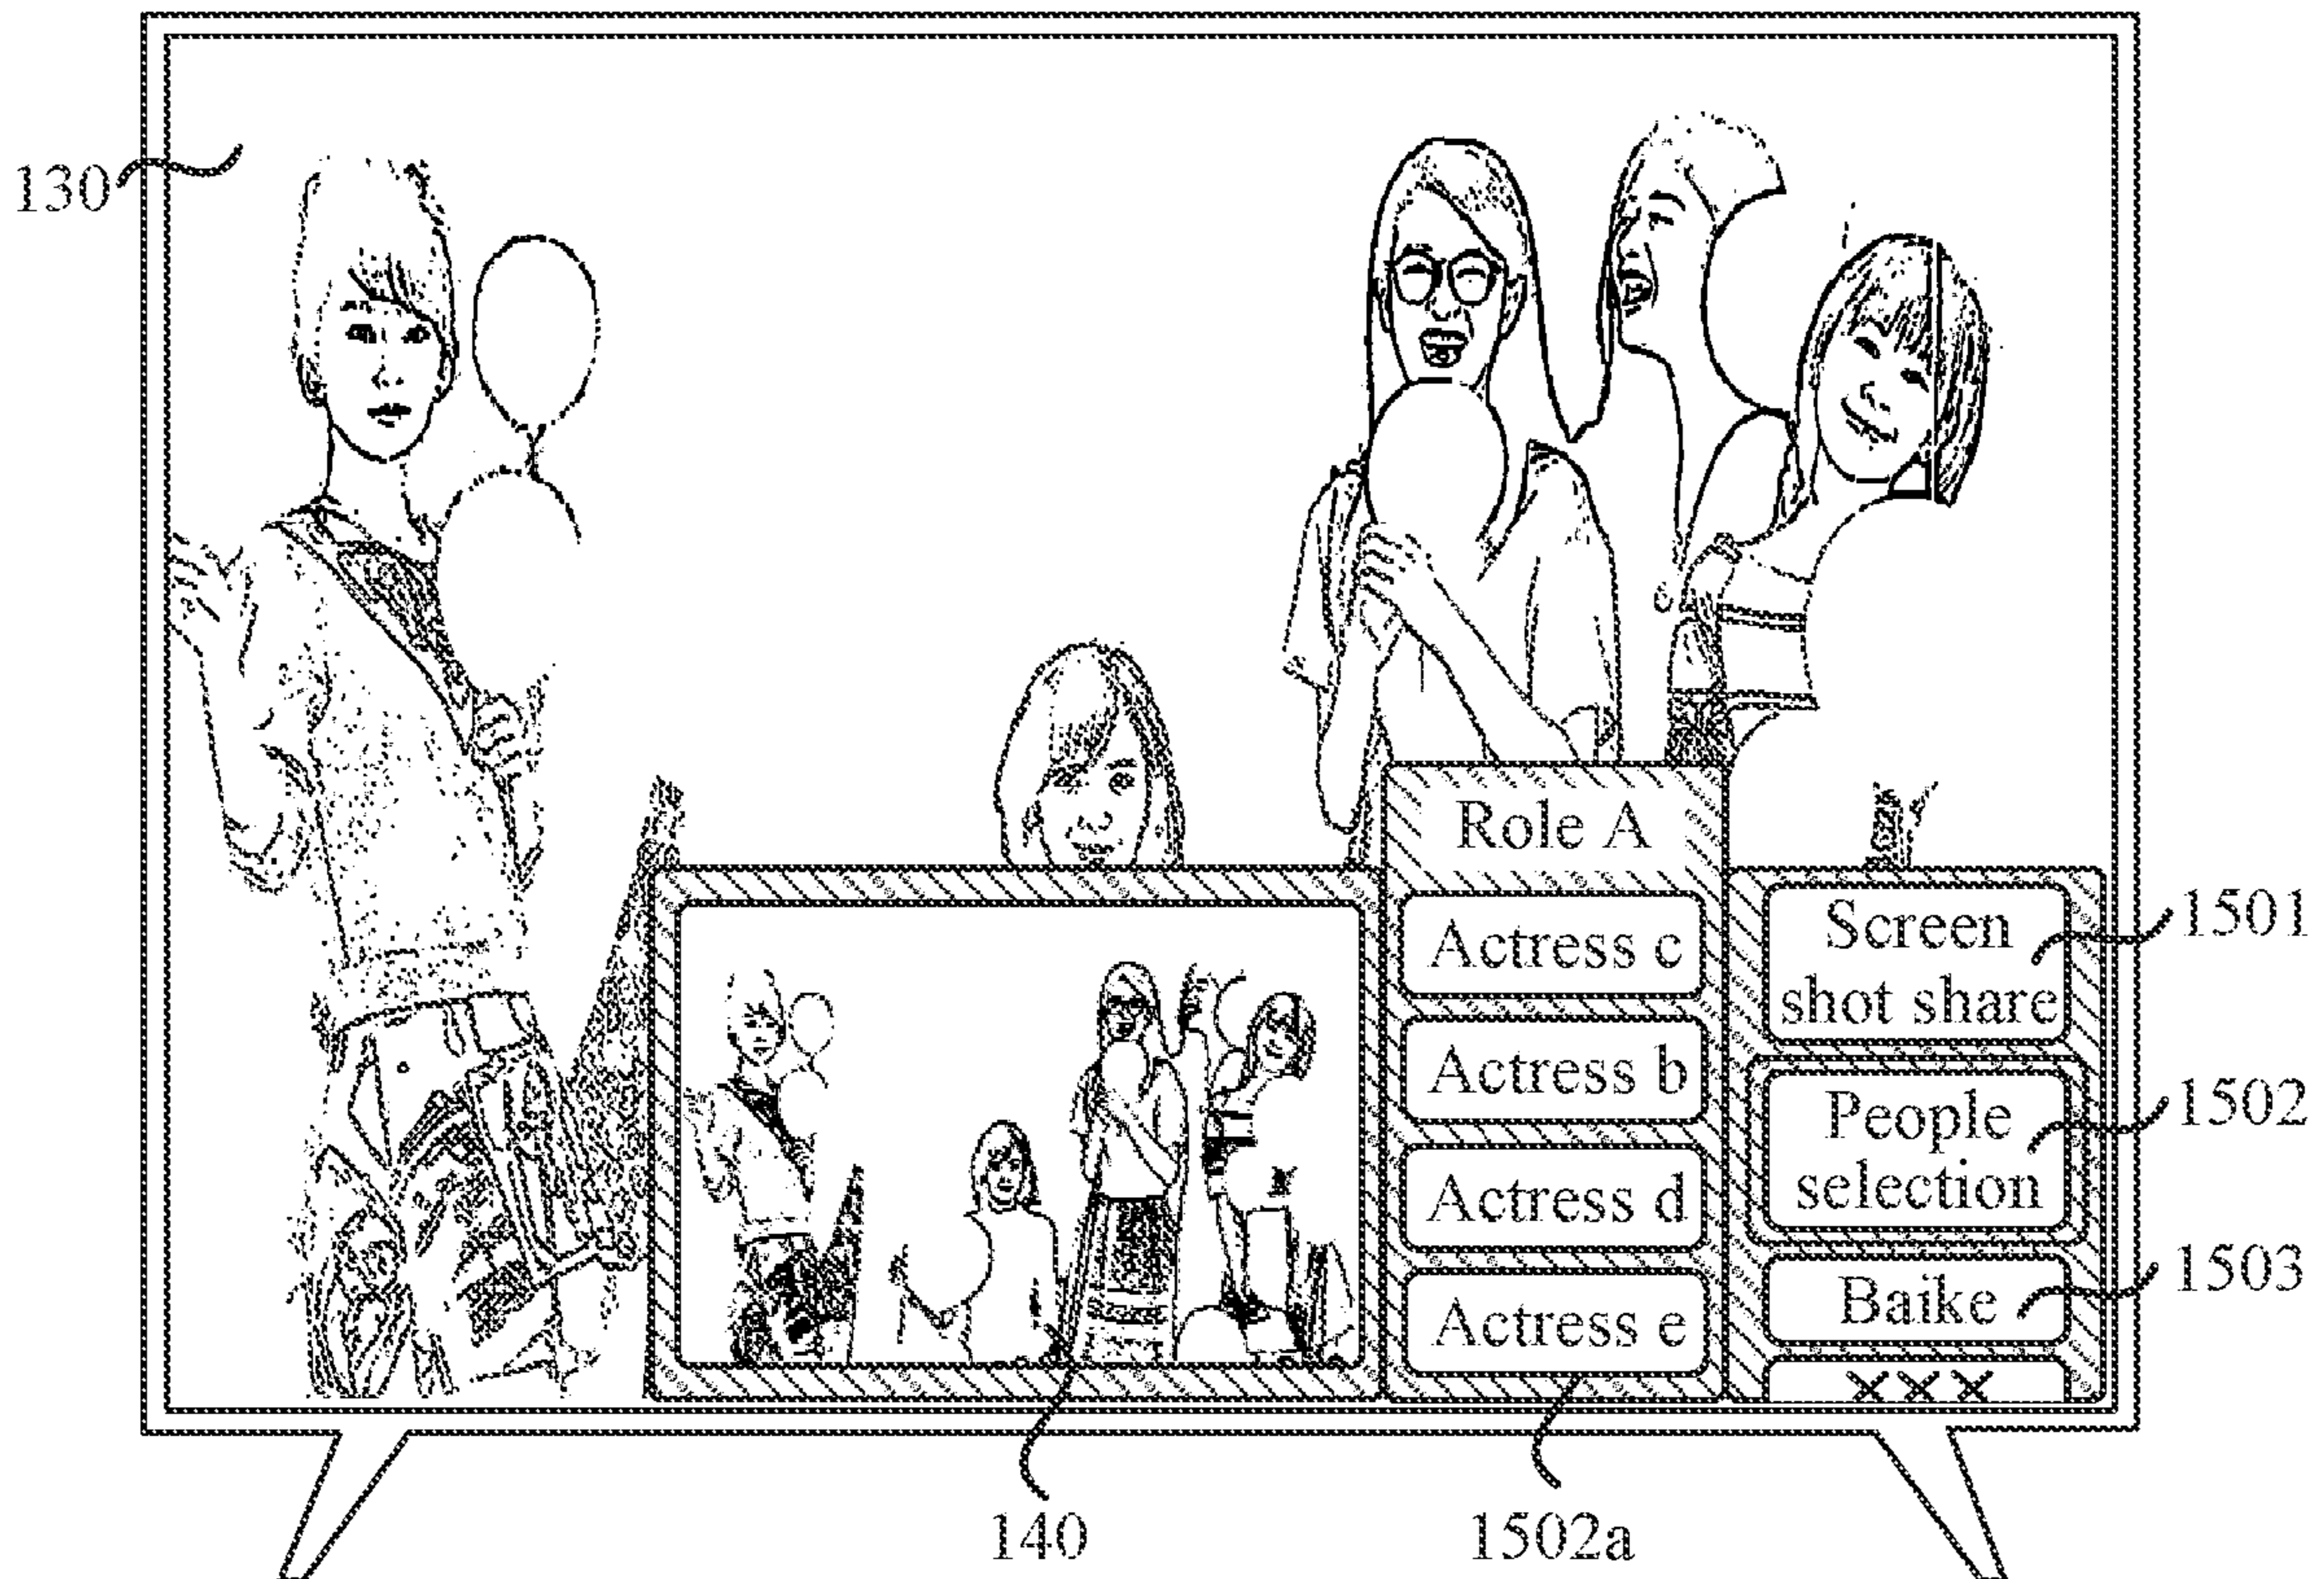 130
Role A
Actress c
Actress b
Actress d
Actress e
Screen
shot share
People
selection
Baike
×××
1501
1502
1503
140
1502a